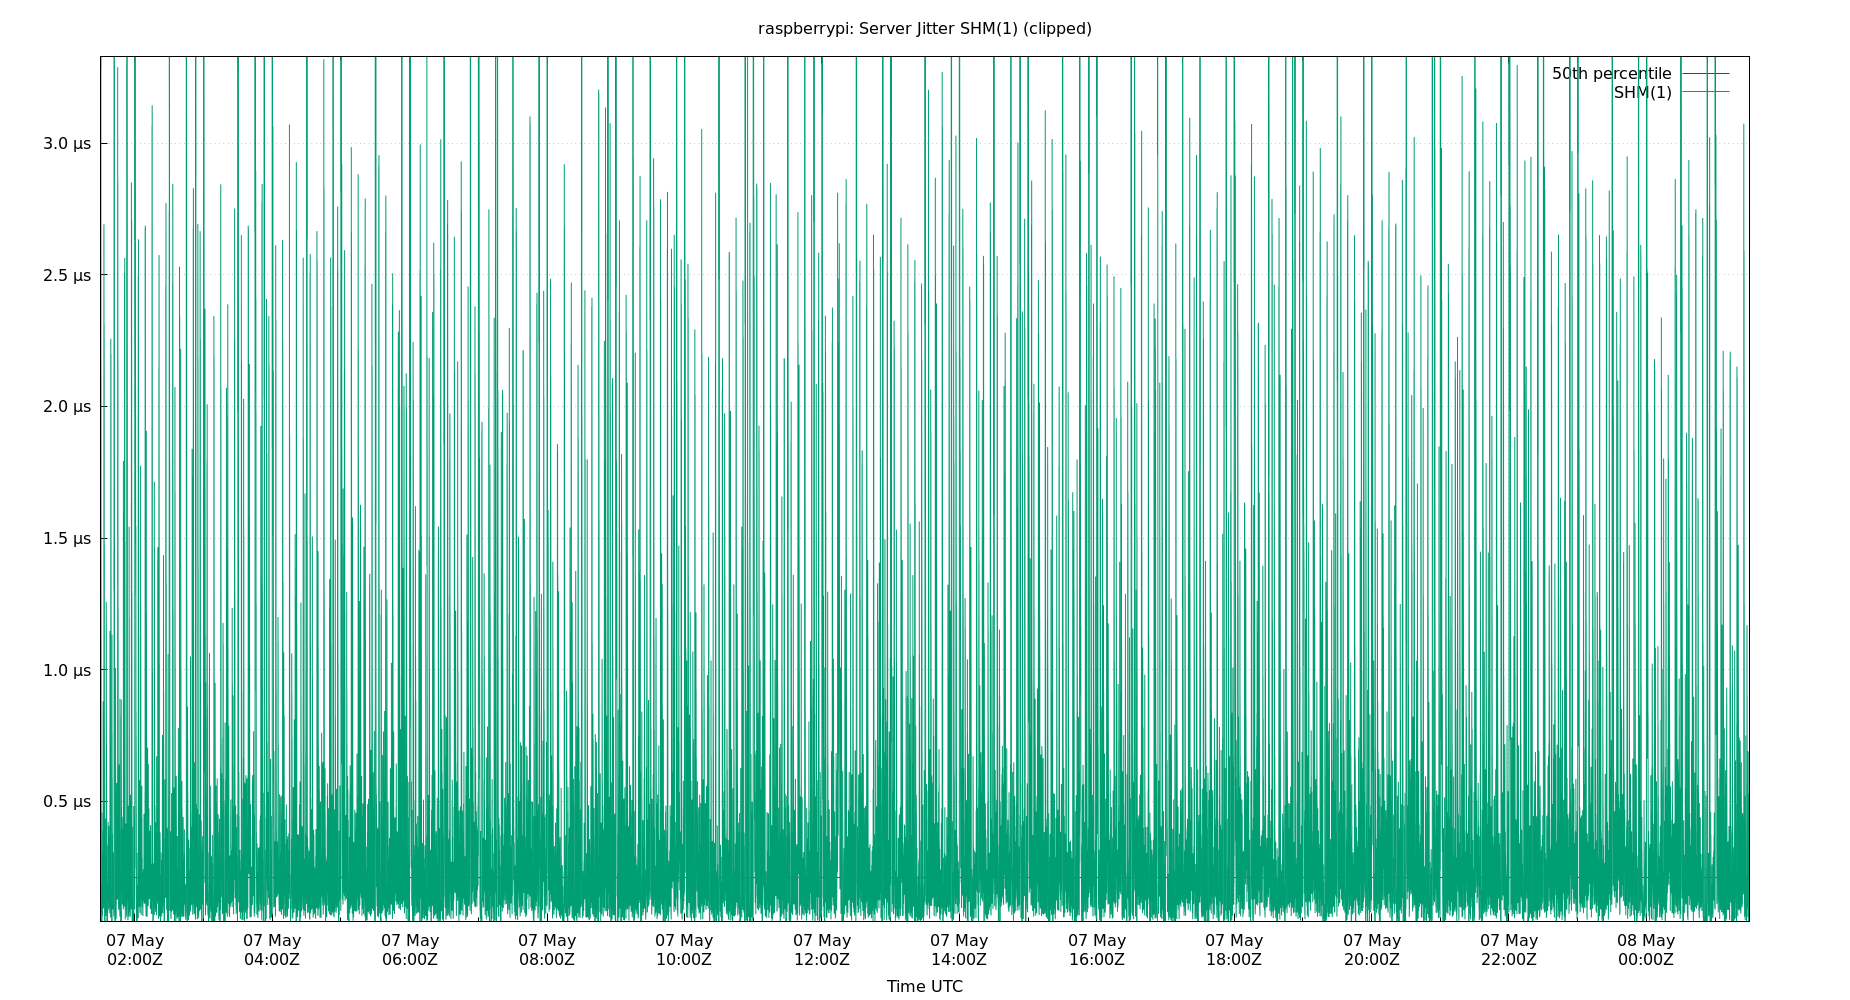 raspberrypi: Server Jitter SHM(1) (clipped)
50th percentile
SHM(1)
3.0 µs
2.5 µs
2.0 µs
1.5 µs
1.0 µs
0.5 µs
07 May 07 May 07 May 07 May 07 May 07 May 07 May 07 May 07 May 07 May 07 May 08 May
02:00Z 04:00Z 06:00Z 08:00Z 10:00Z 12:00Z 14:00Z 16:00Z 18:00Z 20:00Z 22:00Z 00:00Z
Time UTC